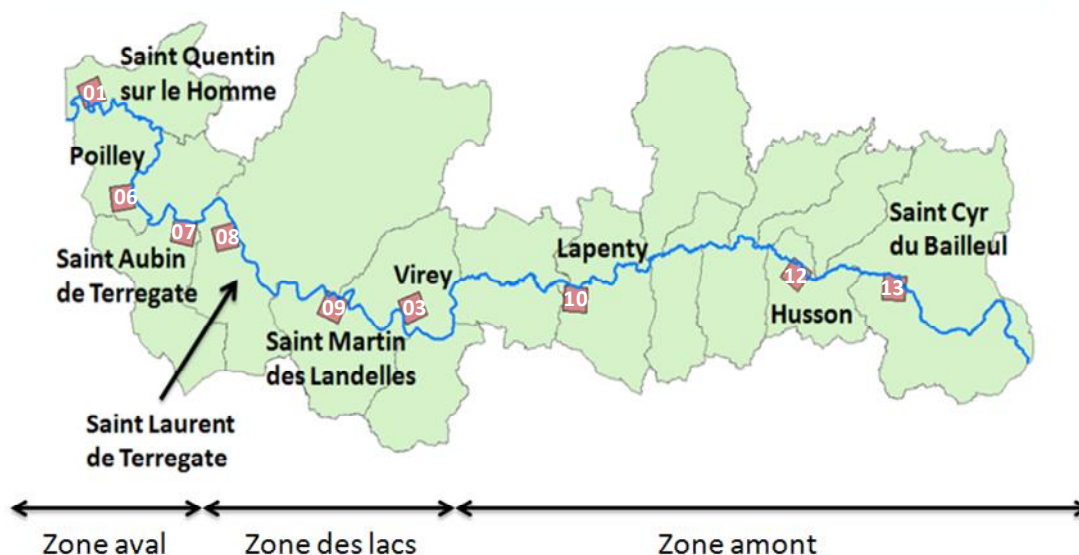 Saint Quentin
sur le Homme
01
Poilley
06
07
08
Saint Aubin
de Terregate
Virey
09
03
Saint Martin
des Landelles
Lapenty
10
Saint Cyr
du Bailleul
12
13
Husson
Saint Laurent
de Terregate
Zone aval
Zone des lacs
Zone amont